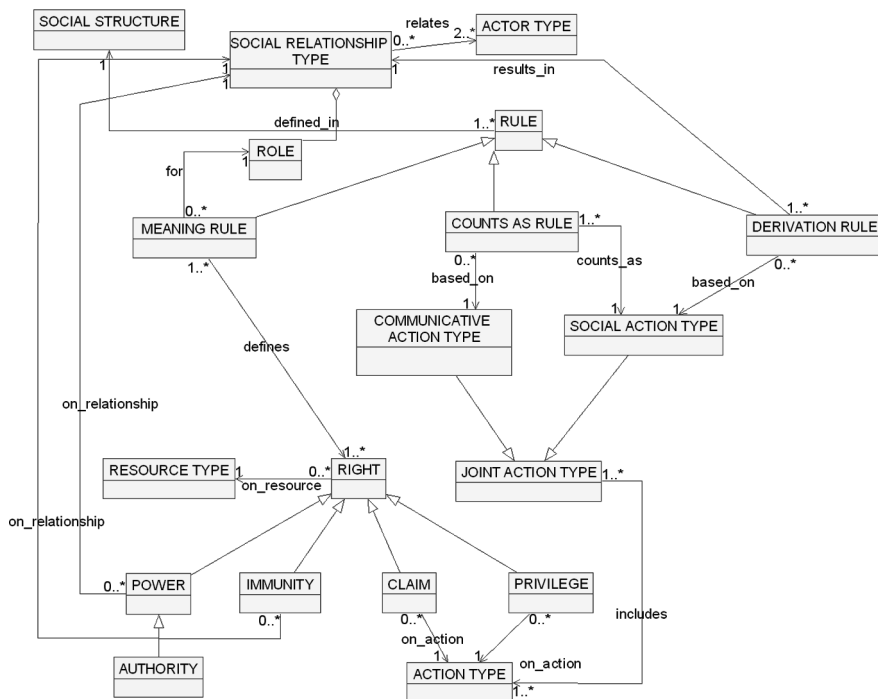 SOCIAL STRUCTURE
SOCIAL RELATIONSHIP
TYPE
relates
0..*
2..*
ACTOR TYPE
1
1
1
1
results_in
defined_in
1..*
RULE
ROLE
1
for
0..*
1..*
MEANING RULE
COUNTS AS RULE
1..*
DERIVATION RULE
1..*
0..*
0..*
based_on
counts_as
based_on
1
1
1
COMMUNICATIVE
ACTION TYPE
SOCIAL ACTION TYPE
defines
on_relationship
1..*
RESOURCE TYPE
1
0..*
RIGHT
on_resource
JOINT ACTION TYPE
1..*
on_relationship
0..*
POWER
IMMUNITY
CLAIM
PRIVILEGE
0..*
0..*
0..*
includes
on_action
1
1
on_action
AUTHORITY
ACTION TYPE
1..*